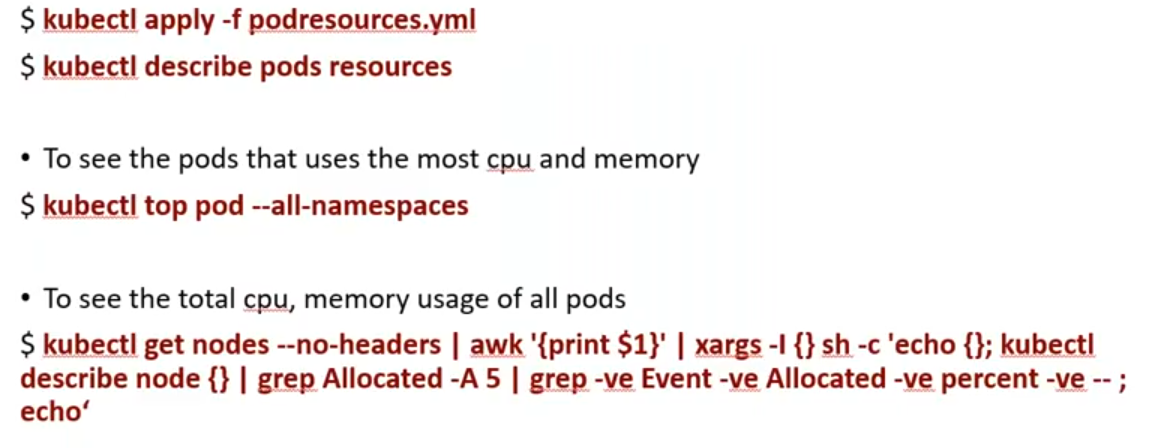 $ kubectl apply -f podresources.yml
$ kubectl describe pods resources
• To see the pods that uses the most cpu and memory
$ kubectl top pod --all-namespaces
• To see the total cpu, memory usage of all pods
$ kubectl get nodes --no-headers | awk '{print $1}' | xargs -I {} sh -c 'echo {}; kubectl
describe node {} | grep Allocated -A 5 | grep -ve Event -ve Allocated -ve percent -ve -- ;
echo‘